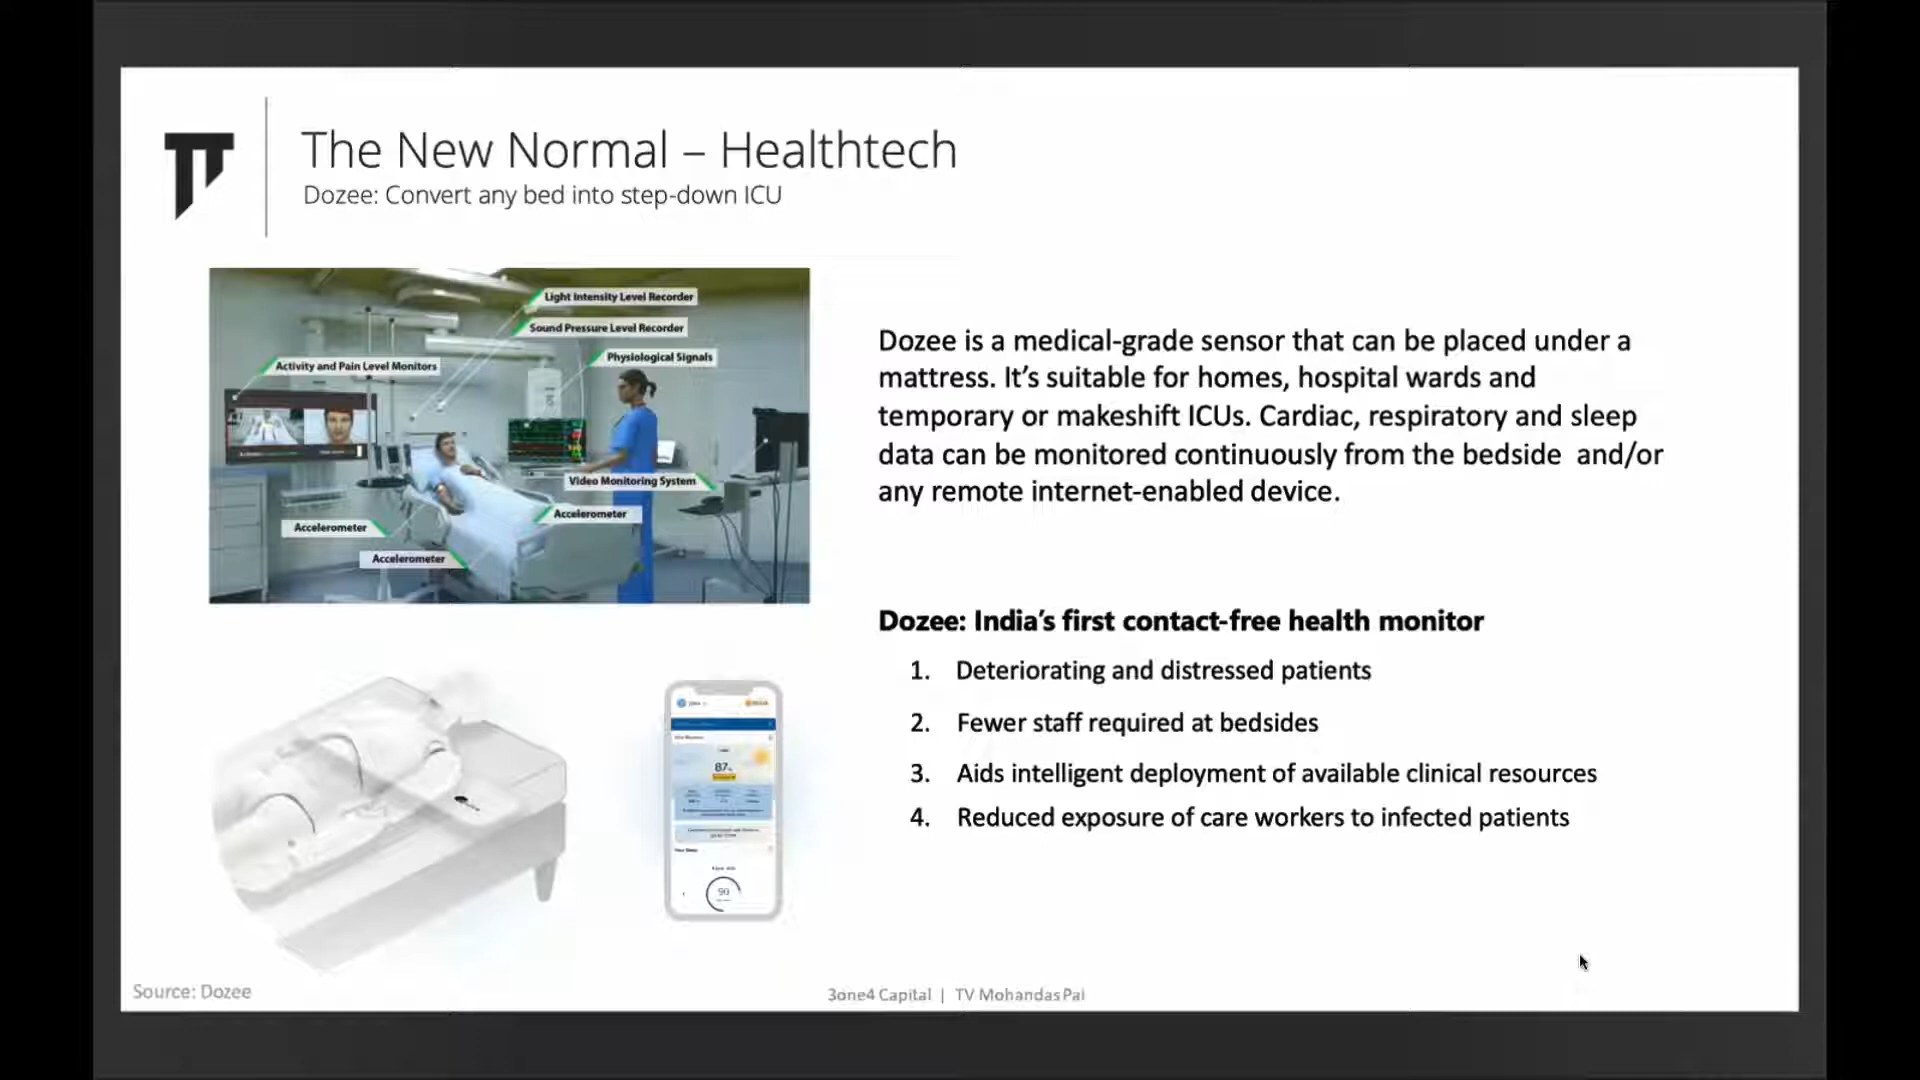 The New Normal – Healthtech
Dozee: Convert any bed into step-down ICU
Light Intensity Level Recorder
Sound Pressure Level Recorder
Physiological Signals
Activity and Pain Level Monitors
Video Monitoring System
Accelerometer
Accelerometer
Accelerometer
Dozee is a medical-grade sensor that can be placed under a
mattress. It’s suitable for homes, hospital wards and
temporary or makeshift ICUs. Cardiac, respiratory and sleep
data can be monitored continuously from the bedside and/or
any remote internet-enabled device.
Dozee: India’s first contact-free health monitor
1. Deteriorating and distressed patients
2. Fewer staff required at bedsides
3. Aids intelligent deployment of available clinical resources
4. Reduced exposure of care workers to infected patients
87
90
Source: Dozee
3one4 Capital | TV Mohandas Pai